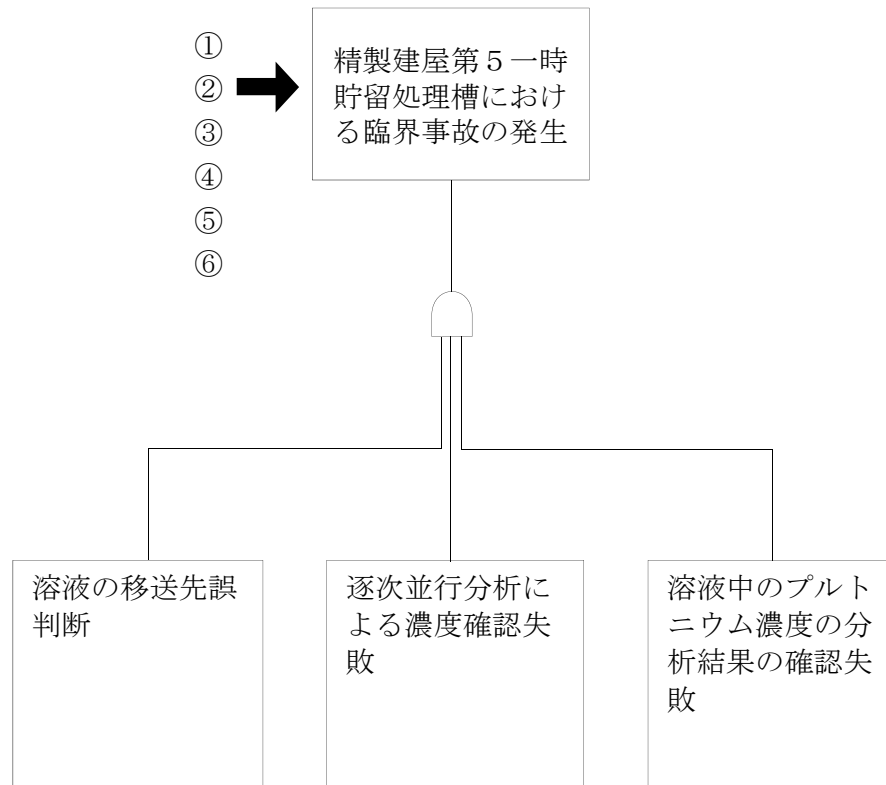 ①
②
③
④
⑤
⑥
精製建屋第５一時
貯留処理槽におけ
る臨界事故の発生
溶液の移送先誤
判断
逐次並行分析に
よる濃度確認失
敗
溶液中のプルト
ニウム濃度の分
析結果の確認失
敗